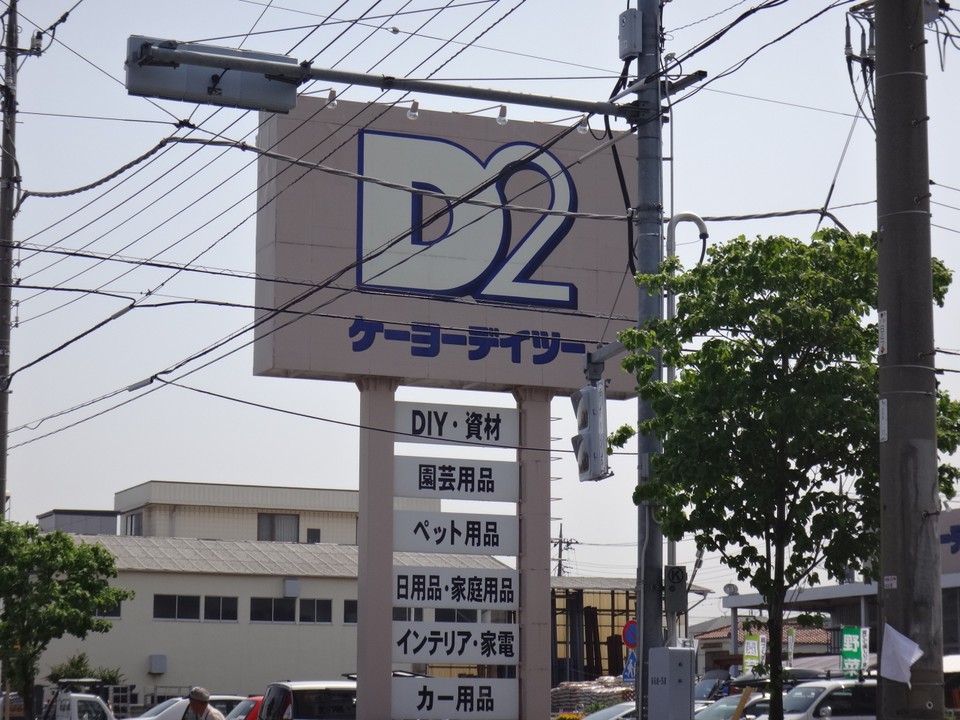 D2
ケーヨーデイツー
DIY・資材
園芸用品
ペット用品
日用品・家庭用品
インテリア・家電
カー用品